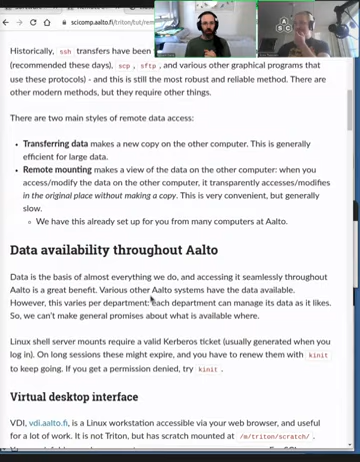 scicomp.aalto.fi/triton/tut/rem
Historically, ssh transfers have been
(recommended these days), scp, sftp, and various other graphical programs that
use these protocols) - and this is still the most robust and reliable method. There are
other modern methods, but they require other things.
There are two main styles of remote data access:
• Transferring data makes a new copy on the other computer. This is generally
efficient for large data.
• Remote mounting makes a view of the data on the other computer: when you
access/modify the data on the other computer, it transparently accesses/modifies
in the original place without making a copy. This is very convenient, but generally
slow.
◦ We have this already set up for you from many computers at Aalto.
Data availability throughout Aalto
Data is the basis of almost everything we do, and accessing it seamlessly throughout
Aalto is a great benefit. Various other Aalto systems have the data available.
However, this varies per department: each department can manage its data as it likes.
So, we can't make general promises about what is available where.
Linux shell server mounts require a valid Kerberos ticket (usually generated when you
log in). On long sessions these might expire, and you have to renew them with kinit
to keep going. If you get a permission denied, try kinit .
Virtual desktop interface
VDI, vdi.aalto.fi, is a Linux workstation accessible via your web browser, and useful
for a lot of work. It is not Triton, but has scratch mounted at /m/triton/scratch/ .